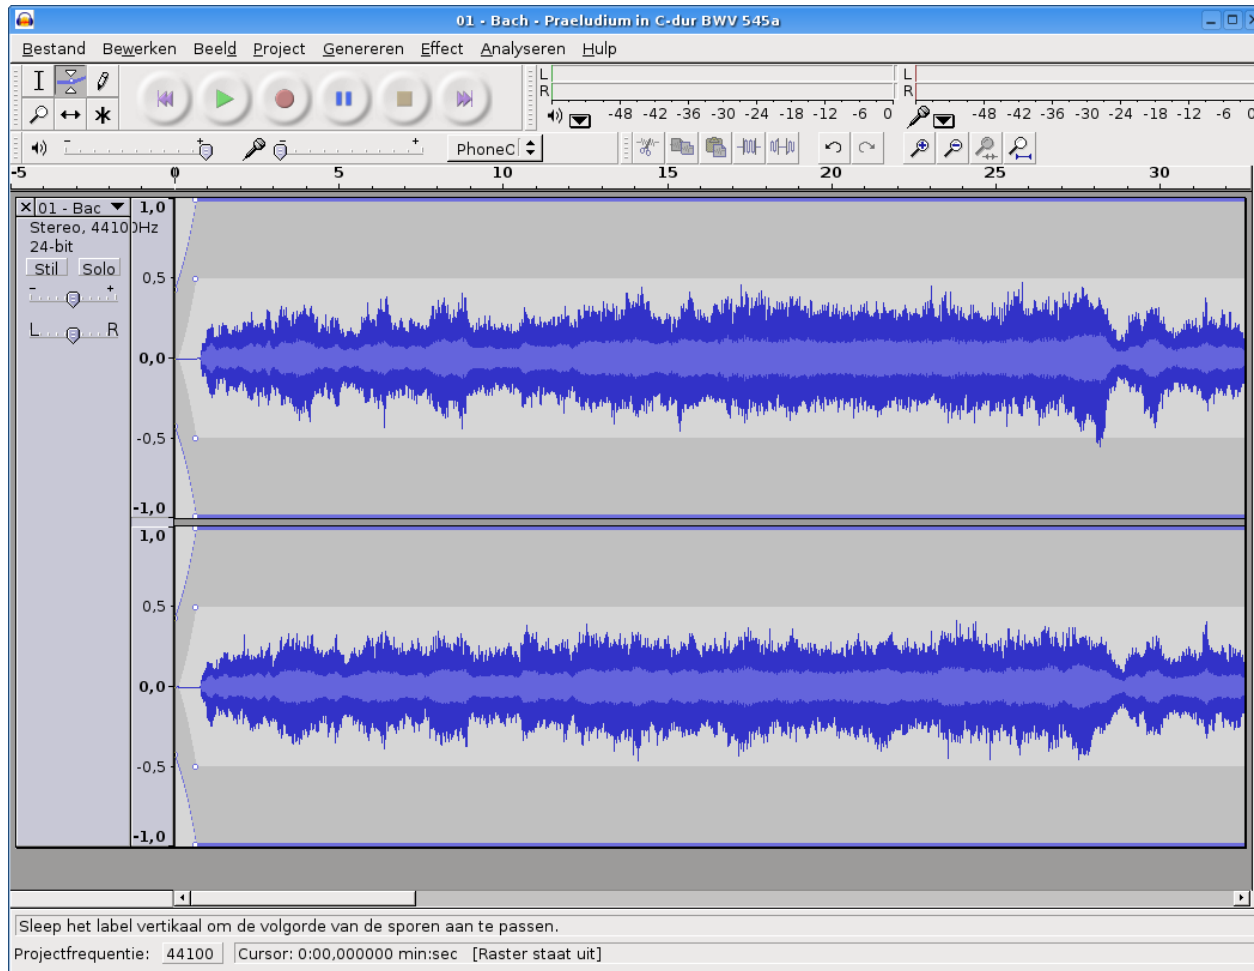 01 - Bach - Praeludium in C-dur BWV 545a
Bestand Bewerken Beeld Project Genereren Effect Analyseren Hulp
L
R
-48 -42 -36 -30 -24 -18 -12 -6 0
L
R
-48 -42 -36 -30 -24 -18 -12 -6 0
- + - + PhoneC
-5 0 5 10 15 20 25 30
01 - Bac
Stereo, 44100Hz
24-bit
Stil Solo
- +
L R
1,0
0,5
0,0
-0,5
-1,0
1,0
0,5
0,0
-0,5
-1,0
Sleep het label vertikaal om de volgorde van de sporen aan te passen.
Projectfrequentie: 44100 Cursor: 0:00,000000 min:sec [Raster staat uit]